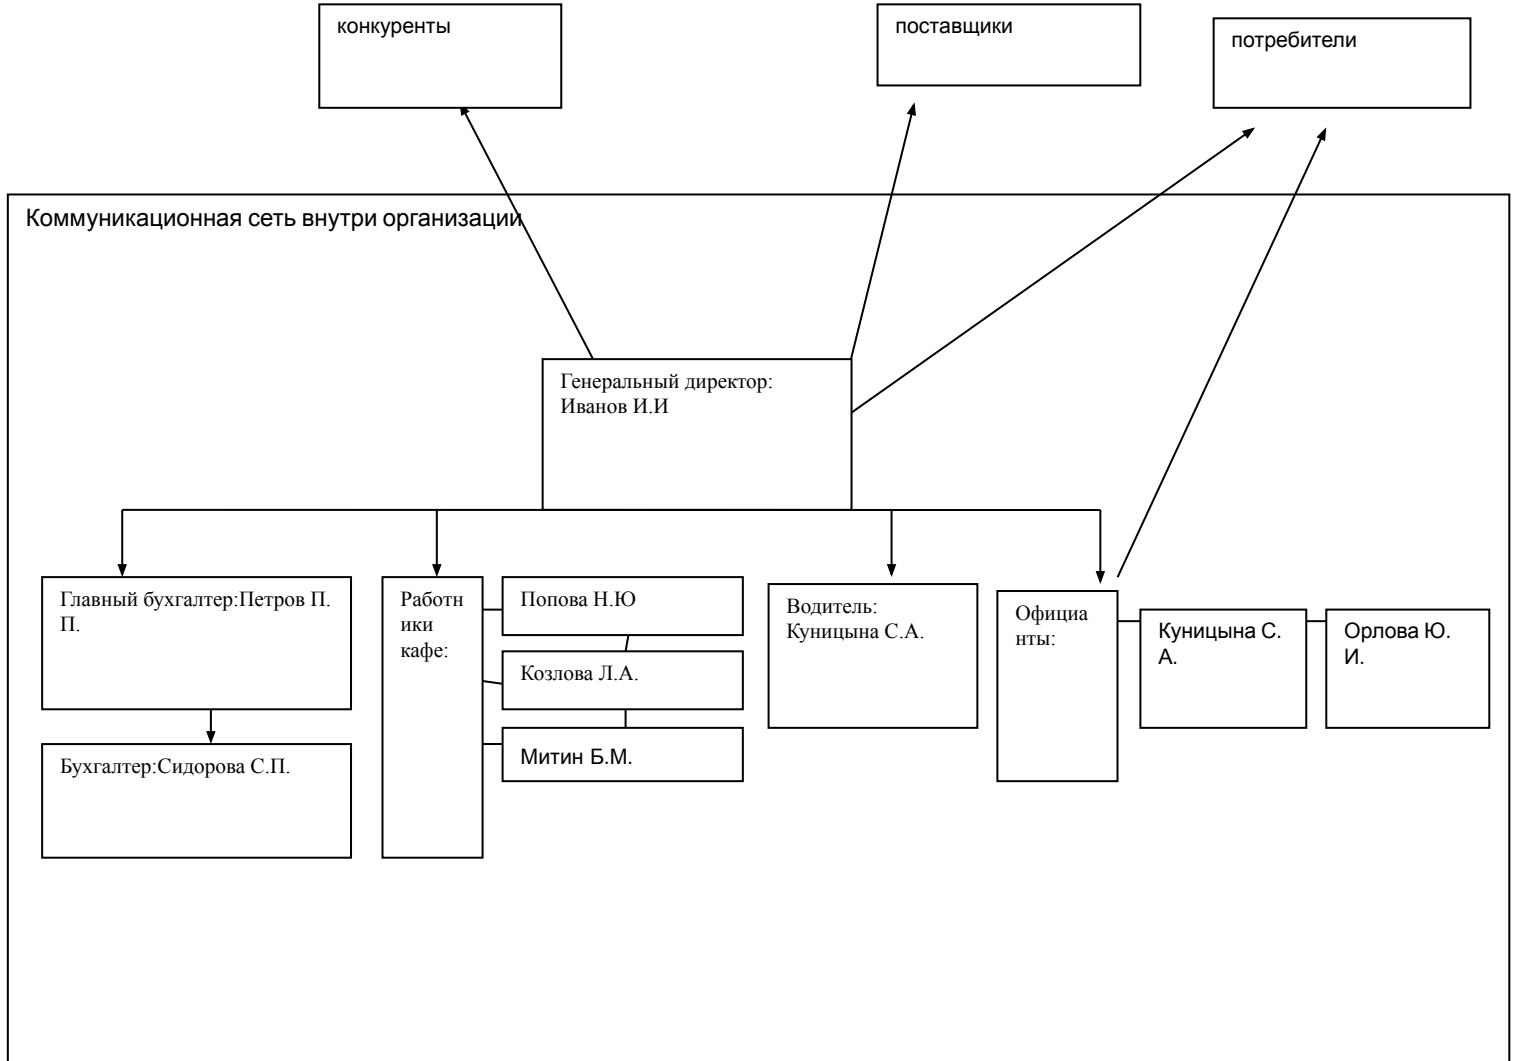 конкуренты
поставщики
потребители
Коммуникационная сеть внутри организации
Генеральный директор:
Иванов И.И
Главный бухгалтер:Петров П.
П.
Бухгалтер:Сидорова С.П.
Работн
ики
кафе:
Попова Н.Ю
Козлова Л.А.
Митин Б.М.
Водитель:
Куницына С.А.
Официа
нты:
Куницына С.
А.
Орлова Ю.
И.